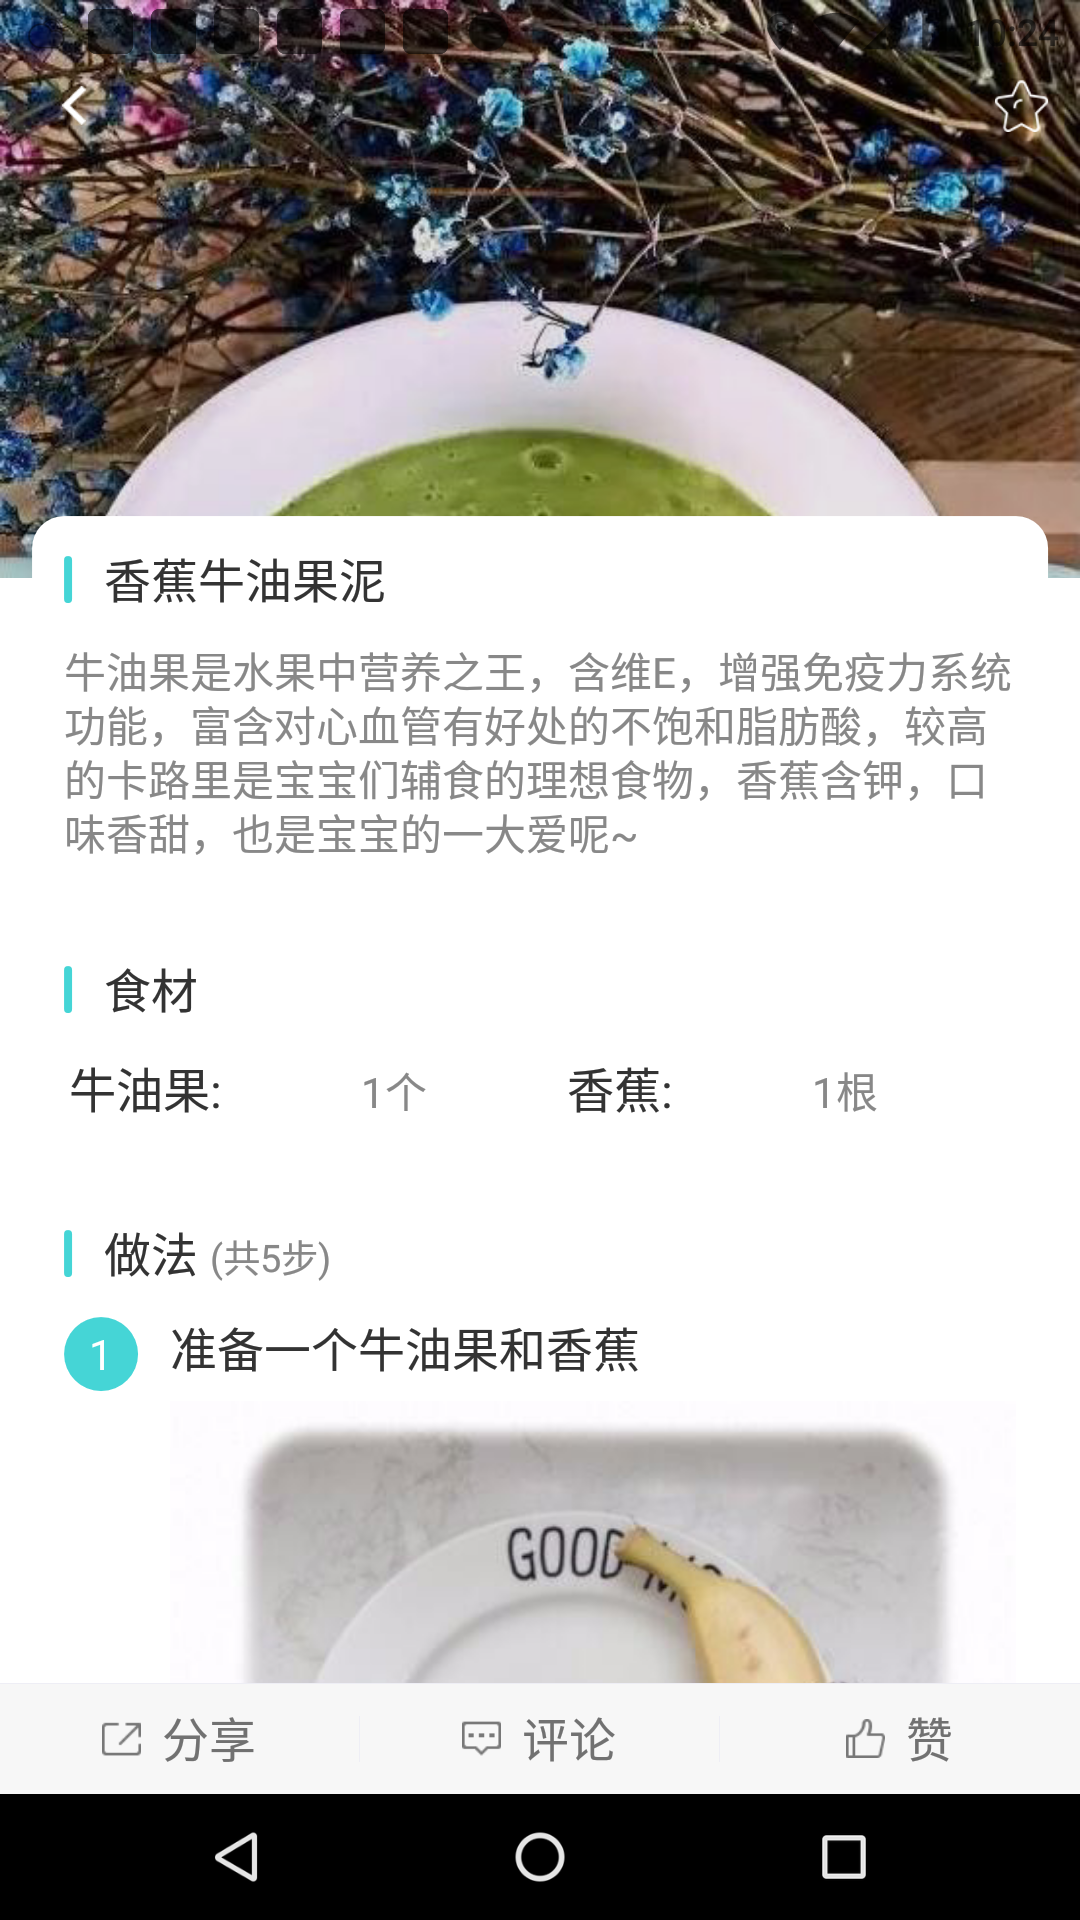 10:24
香蕉牛油果泥
牛油果是水果中营养之王，含维E，增强免疫力系统
功能，富含对心血管有好处的不饱和脂肪酸，较高
的卡路里是宝宝们辅食的理想食物，香蕉含钾，口
味香甜，也是宝宝的一大爱呢~
食材
牛油果: 1个 香蕉: 1根
做法 (共5步)
1 准备一个牛油果和香蕉
GOOD
分享 评论 赞